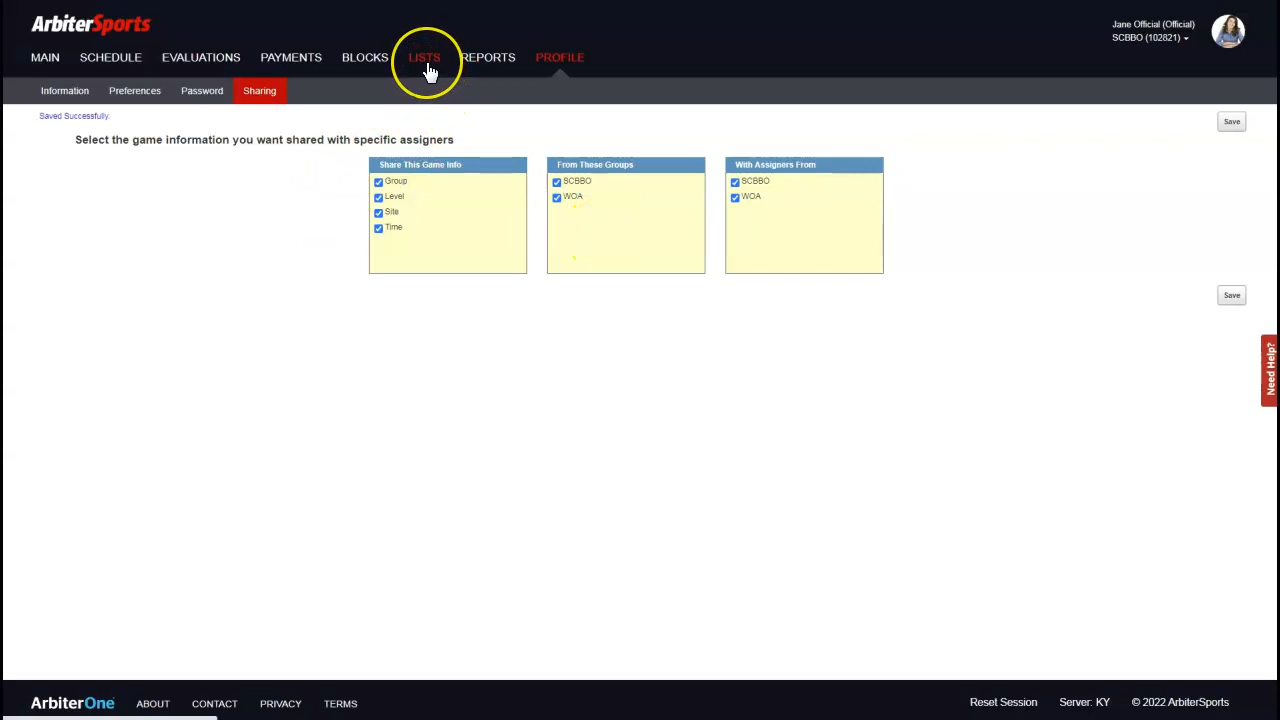 ArbiterSports
Jane Official (Official)
SCBBO (102821)
MAIN SCHEDULE EVALUATIONS PAYMENTS BLOCKS LISTS REPORTS PROFILE
Information Preferences Password Sharing
Saved Successfully.
Save
Select the game information you want shared with specific assigners
Share This Game Info From These Groups With Assigners From
Group SCBBO SCBBO
Level WOA WOA
Site
Time
Save
Need Help?
ArbiterOne ABOUT CONTACT PRIVACY TERMS Reset Session Server: KY © 2022 ArbiterSports